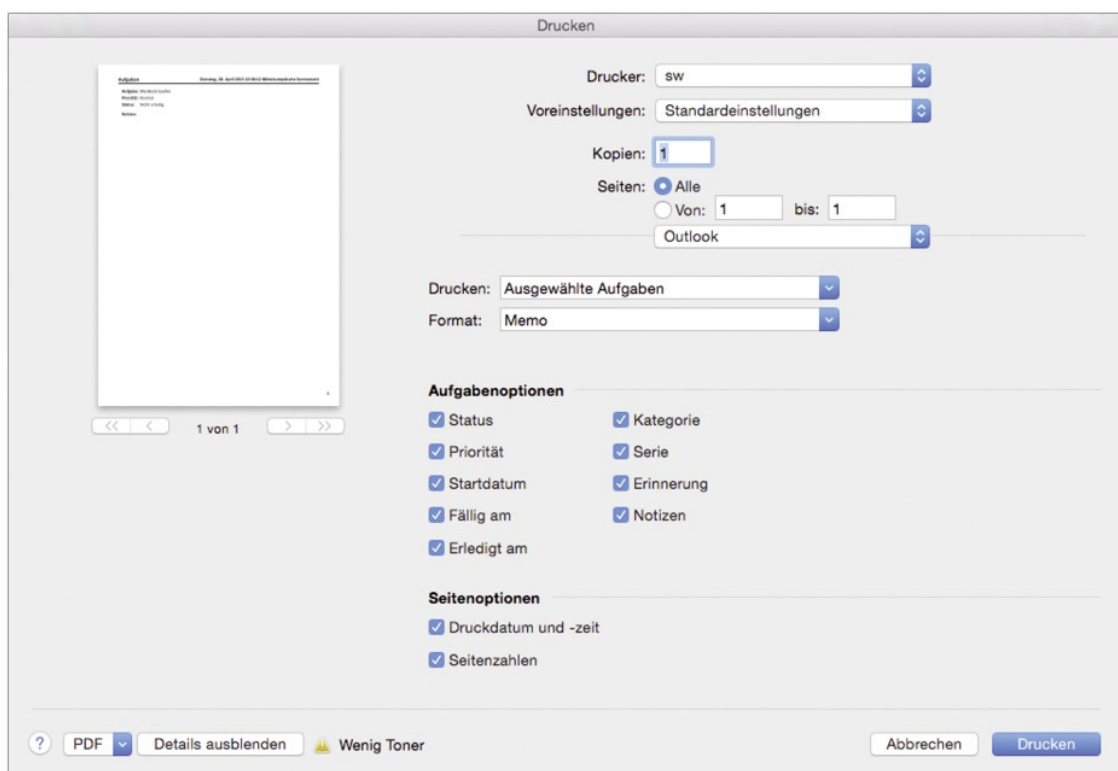 Drucken
Aufgaben
Drucker: sw
Voreinstellungen: Standardeinstellungen
Kopien: 1
Seiten: Alle
Von: 1 bis: 1
Outlook
Drucken: Ausgewählte Aufgaben
Format: Memo
1 von 1
Aufgabenoptionen
Status Kategorie
Priorität Serie
Startdatum Erinnerung
Fällig am Notizen
Erledigt am
Seitenoptionen
Druckdatum und -zeit
Seitenzahlen
? PDF Details ausblenden Wenig Toner Abbrechen Drucken